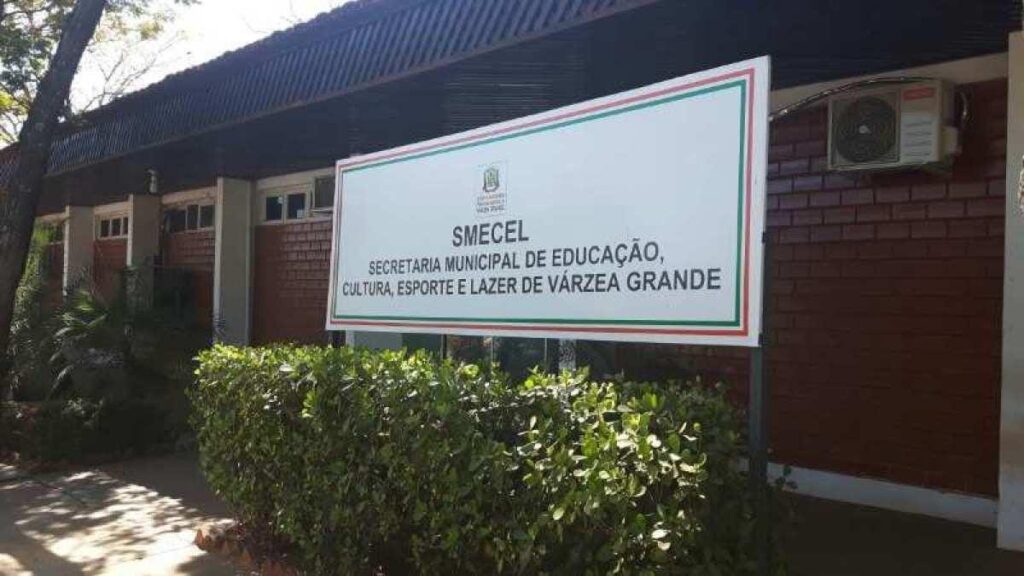 SMECEL
SECRETARIA MUNICIPAL DE EDUCAÇÃO,
CULTURA, ESPORTE E LAZER DE VÁRZEA GRANDE